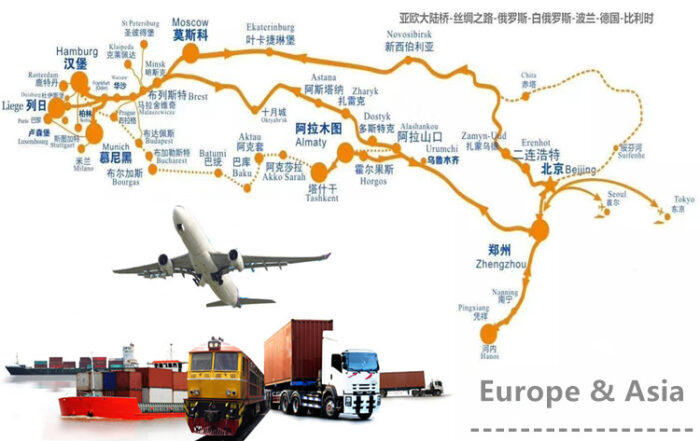 亚欧大陆桥-丝绸之路-俄罗斯-白俄罗斯-波兰-德国-比利时
St Petersburg
圣彼得堡
Moscow
莫斯科
Ekaterinburg
叶卡捷琳堡
Novosibirsk
新西伯利亚
Hamburg
汉堡
Klaipeda
克莱佩达
Rotterdam
鹿特丹
Warsaw
华沙
Minsk
明斯克
Chita
赤塔
Liege 列日
柏林
布列斯特 Brest
马拉舍维奇
Malaszewicze
Astana
阿斯塔纳
Zharyk
扎雷克
Dostyk
多斯特克
Alashankou
阿拉山口
Paris 巴黎
卢森堡
Luxembourg
斯图加特
Stuttgart
Prague
布拉格
十月城
Oktyabr'sk
阿拉木图
Almaty
Urumchi
乌鲁木齐
Zamyn-Uud
扎蒙乌德
Erenhot
二连浩特
绥芬河
Suifenhe
米兰
Milano
Munich
慕尼黑
布达佩斯
Budapest
布加勒斯特
Bucharest
布尔加斯
Bourgas
Batumi
巴统
Aktau
阿克套
巴库
Baku
阿克莎拉
Akko Sarah
塔什干
Tashkent
霍尔果斯
Horgos
北京 Beijing
Seoul
首尔
Tokyo
东京
郑州
Zhengzhou
Nanning
南宁
Pingxiang
凭祥
河内
Hanoi
Europe & Asia